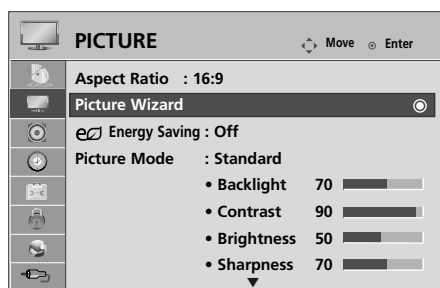 PICTURE Move Enter
Aspect Ratio : 16:9
Picture Wizard
Energy Saving : Off
Picture Mode : Standard
• Backlight 70
• Contrast 90
• Brightness 50
• Sharpness 70